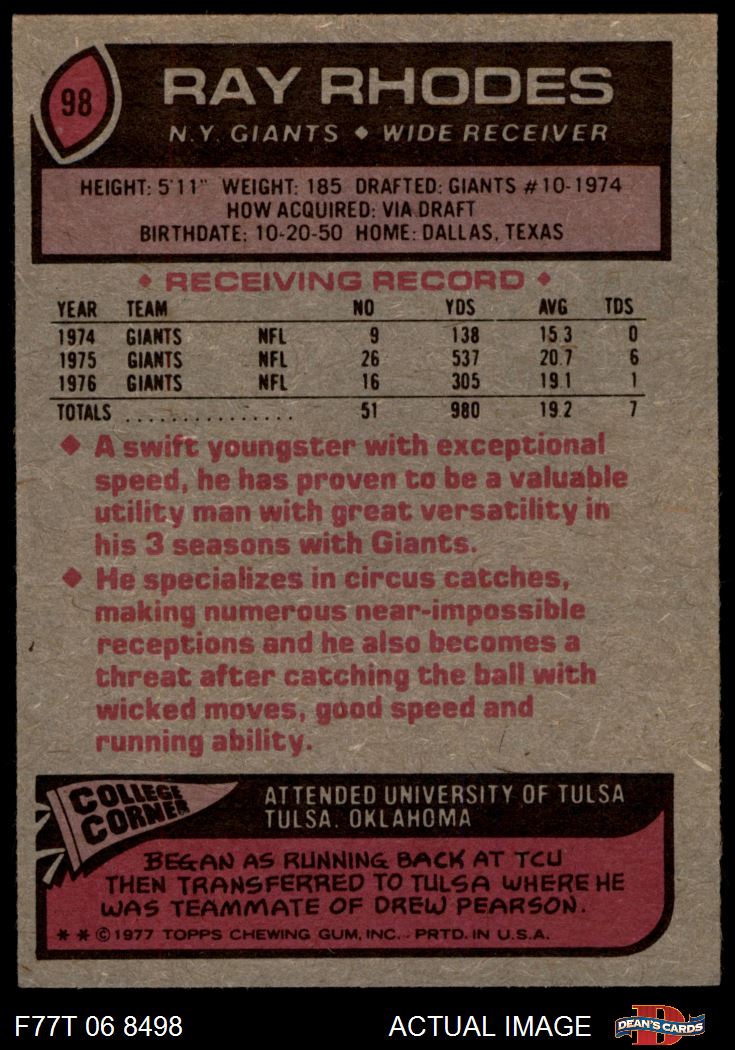 98
RAY RHODES
N.Y. GIANTS ♦ WIDE RECEIVER
HEIGHT: 5'11" WEIGHT: 185 DRAFTED: GIANTS #10-1974
HOW ACQUIRED: VIA DRAFT
BIRTHDATE: 10-20-50 HOME: DALLAS, TEXAS
♦ RECEIVING RECORD ♦
YEAR TEAM NO YDS AVG TDS
1974 GIANTS NFL 9 138 15.3 0
1975 GIANTS NFL 26 537 20.7 6
1976 GIANTS NFL 16 305 19.1 1
TOTALS . . . . . . . . . . . . . . . 51 980 19.2 7
♦ A swift youngster with exceptional
speed, he has proven to be a valuable
utility man with great versatility in
his 3 seasons with Giants.
♦ He specializes in circus catches,
making numerous near-impossible
receptions and he also becomes a
threat after catching the ball with
wicked moves, good speed and
running ability.
COLLEGE
CORNER
ATTENDED UNIVERSITY OF TULSA
TULSA, OKLAHOMA
BEGAN AS RUNNING BACK AT TCU
THEN TRANSFERRED TO TULSA WHERE HE
WAS TEAMMATE OF DREW PEARSON.
* * © 1977 TOPPS CHEWING GUM, INC. PRTD. IN U.S.A.
F77T 06 8498 ACTUAL IMAGE
D
DEAN'S CARDS